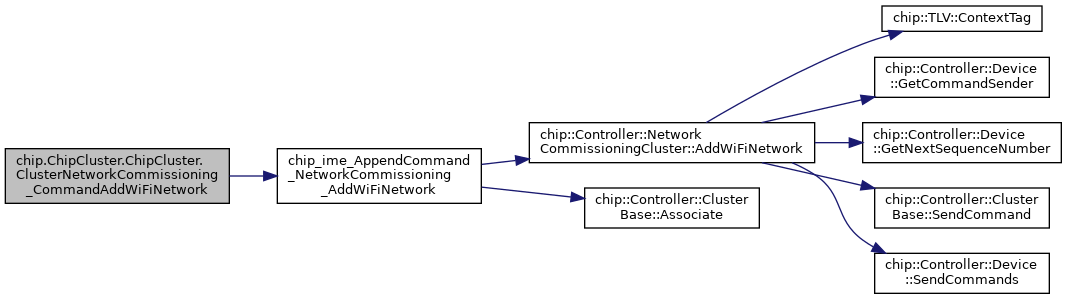 chip.ChipCluster.ChipCluster.
ClusterNetworkCommissioning
_CommandAddWiFiNetwork
chip_ime_AppendCommand
_NetworkCommissioning
_AddWiFiNetwork
chip::Controller::Network
CommissioningCluster::AddWiFiNetwork
chip::Controller::Cluster
Base::Associate
chip::TLV::ContextTag
chip::Controller::Device
::GetCommandSender
chip::Controller::Device
::GetNextSequenceNumber
chip::Controller::Cluster
Base::SendCommand
chip::Controller::Device
::SendCommands